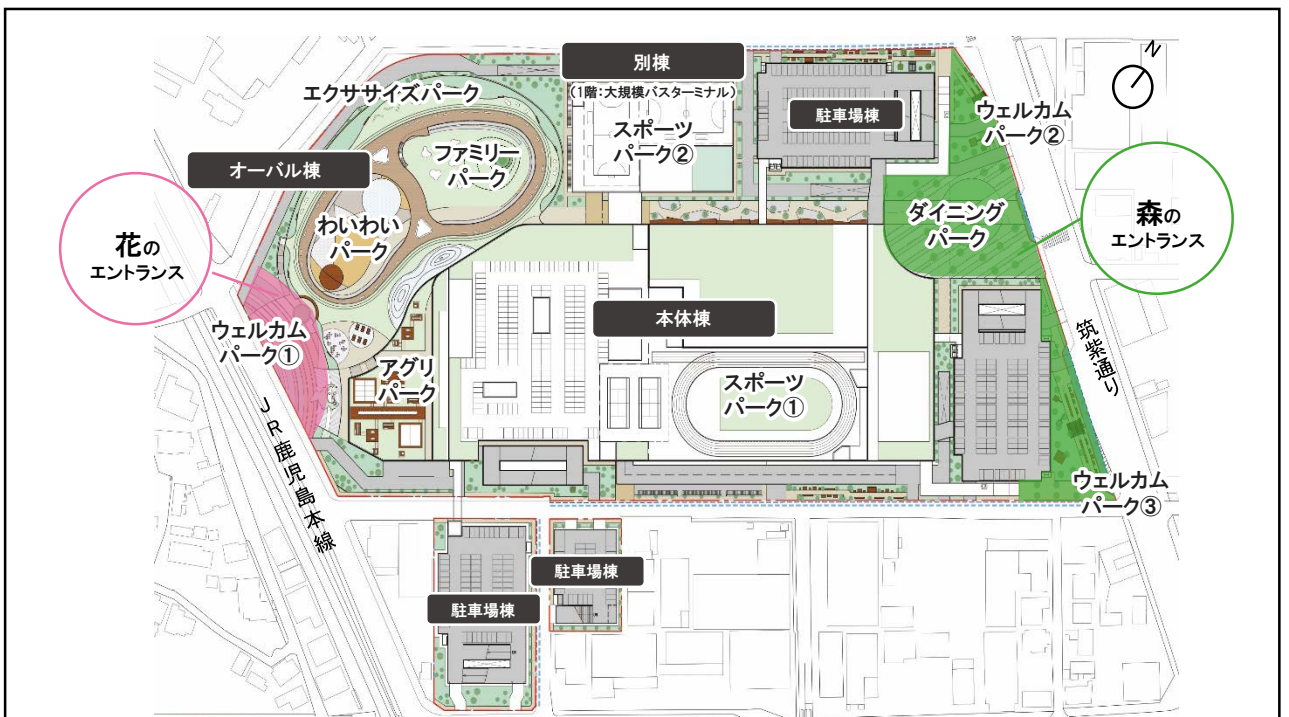 別棟
(1階:大規模バスターミナル)
N
エクササイズパーク
スポーツ
パーク②
駐車場棟
ウェルカム
パーク②
ファミリー
パーク
オーバル棟
わいわい
パーク
ダイニング
パーク
花の
エントランス
森の
エントランス
ウェルカム
パーク①
本体棟
アグリ
パーク
スポーツ
パーク①
筑紫通り
JR鹿児島本線
ウェルカム
パーク③
駐車場棟
駐車場棟